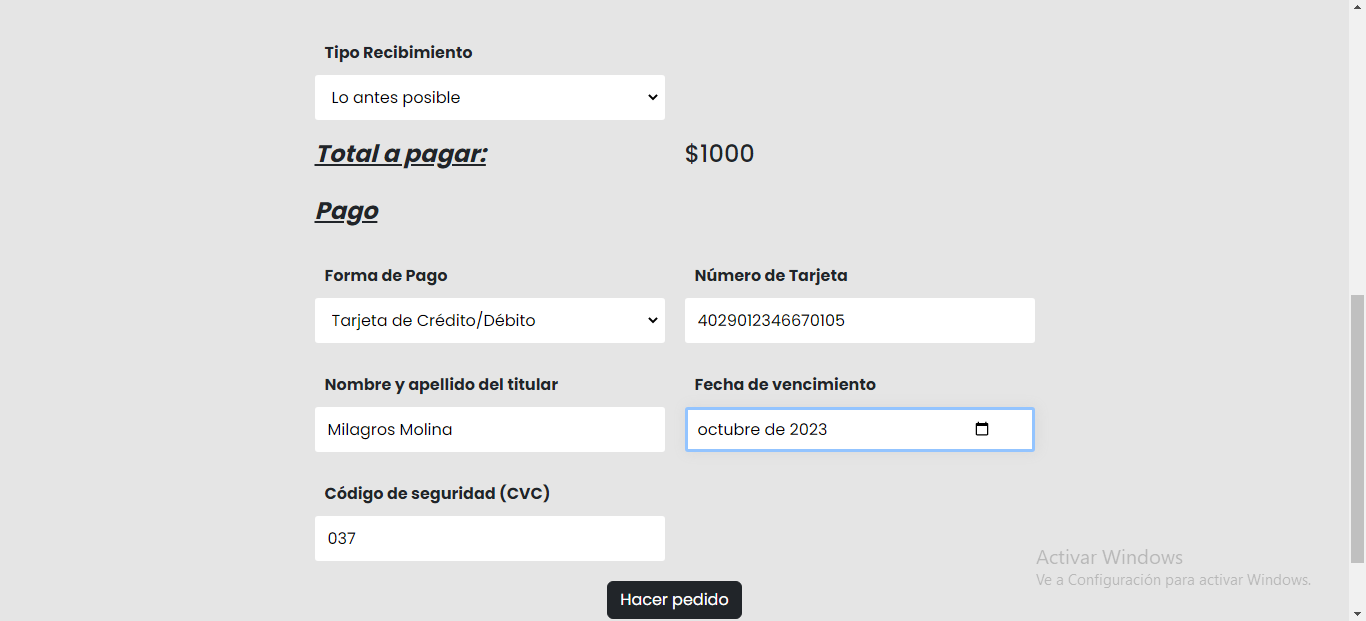 Tipo Recibimiento
Lo antes posible
Total a pagar: $1000
Pago
Forma de Pago Número de Tarjeta
Tarjeta de Crédito/Débito 4029012346670105
Nombre y apellido del titular Fecha de vencimiento
Milagros Molina octubre de 2023
Código de seguridad (CVC)
037
Activar Windows
Ve a Configuración para activar Windows.
Hacer pedido